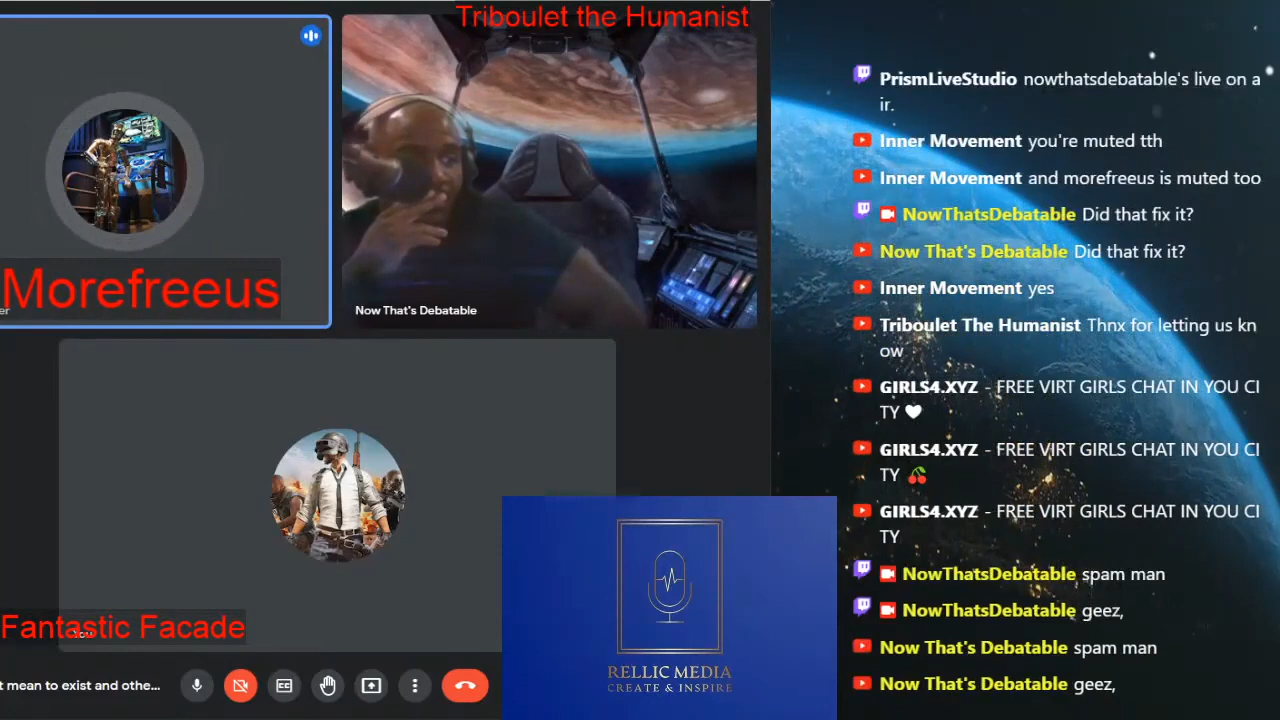 Triboulet the Humanist
Morefreeus
Now That's Debatable
Fantastic Facade
t mean to exist and othe...
RELLIC MEDIA
CREATE & INSPIRE
PrismLiveStudio nowthatsdebatable's live on a
ir.
Inner Movement you're muted tth
Inner Movement and morefreeus is muted too
NowThatsDebatable Did that fix it?
Now That's Debatable Did that fix it?
Inner Movement yes
Triboulet The Humanist Thnx for letting us kn
ow
GIRLS4.XYZ - FREE VIRT GIRLS CHAT IN YOU CI
TY 🤍
GIRLS4.XYZ - FREE VIRT GIRLS CHAT IN YOU CI
TY 🍒
GIRLS4.XYZ - FREE VIRT GIRLS CHAT IN YOU CI
TY
NowThatsDebatable spam man
NowThatsDebatable geez,
Now That's Debatable spam man
Now That's Debatable geez,